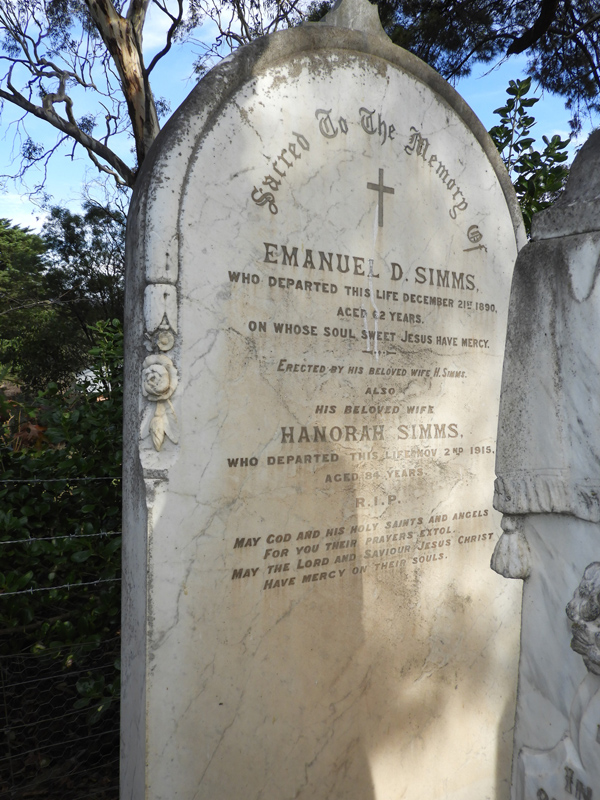 Sacred To The Memory Of
EMANUEL D. SIMMS,
WHO DEPARTED THIS LIFE DECEMBER 21ST 1890,
AGED 62 YEARS.
ON WHOSE SOUL SWEET JESUS HAVE MERCY.
ERECTED BY HIS BELOVED WIFE H. SIMMS.
ALSO
HIS BELOVED WIFE
HANORAH SIMMS,
WHO DEPARTED THIS LIFE NOV 2ND 1915,
AGED 84 YEARS.
R.I.P.
MAY GOD AND HIS HOLY SAINTS AND ANGELS
FOR YOU THEIR PRAYERS EXTOL.
MAY THE LORD AND SAVIOUR JESUS CHRIST
HAVE MERCY ON THEIR SOULS.